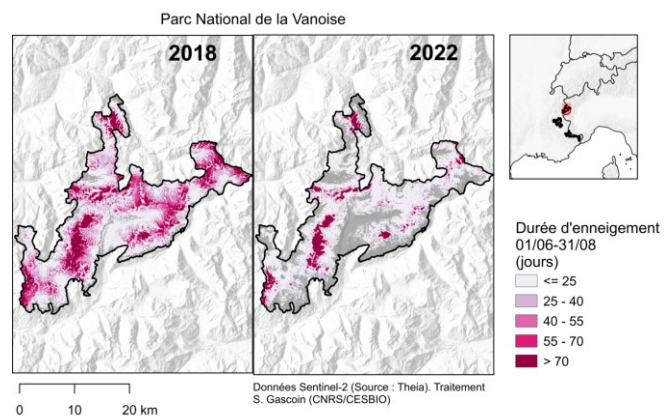 Parc National de la Vanoise
2018
2022
Durée d'enneigement
01/06-31/08
(jours)
<= 25
25 - 40
40 - 55
55 - 70
> 70
0 10 20 km
Données Sentinel-2 (Source : Theia). Traitement
S. Gascoin (CNRS/CESBIO)